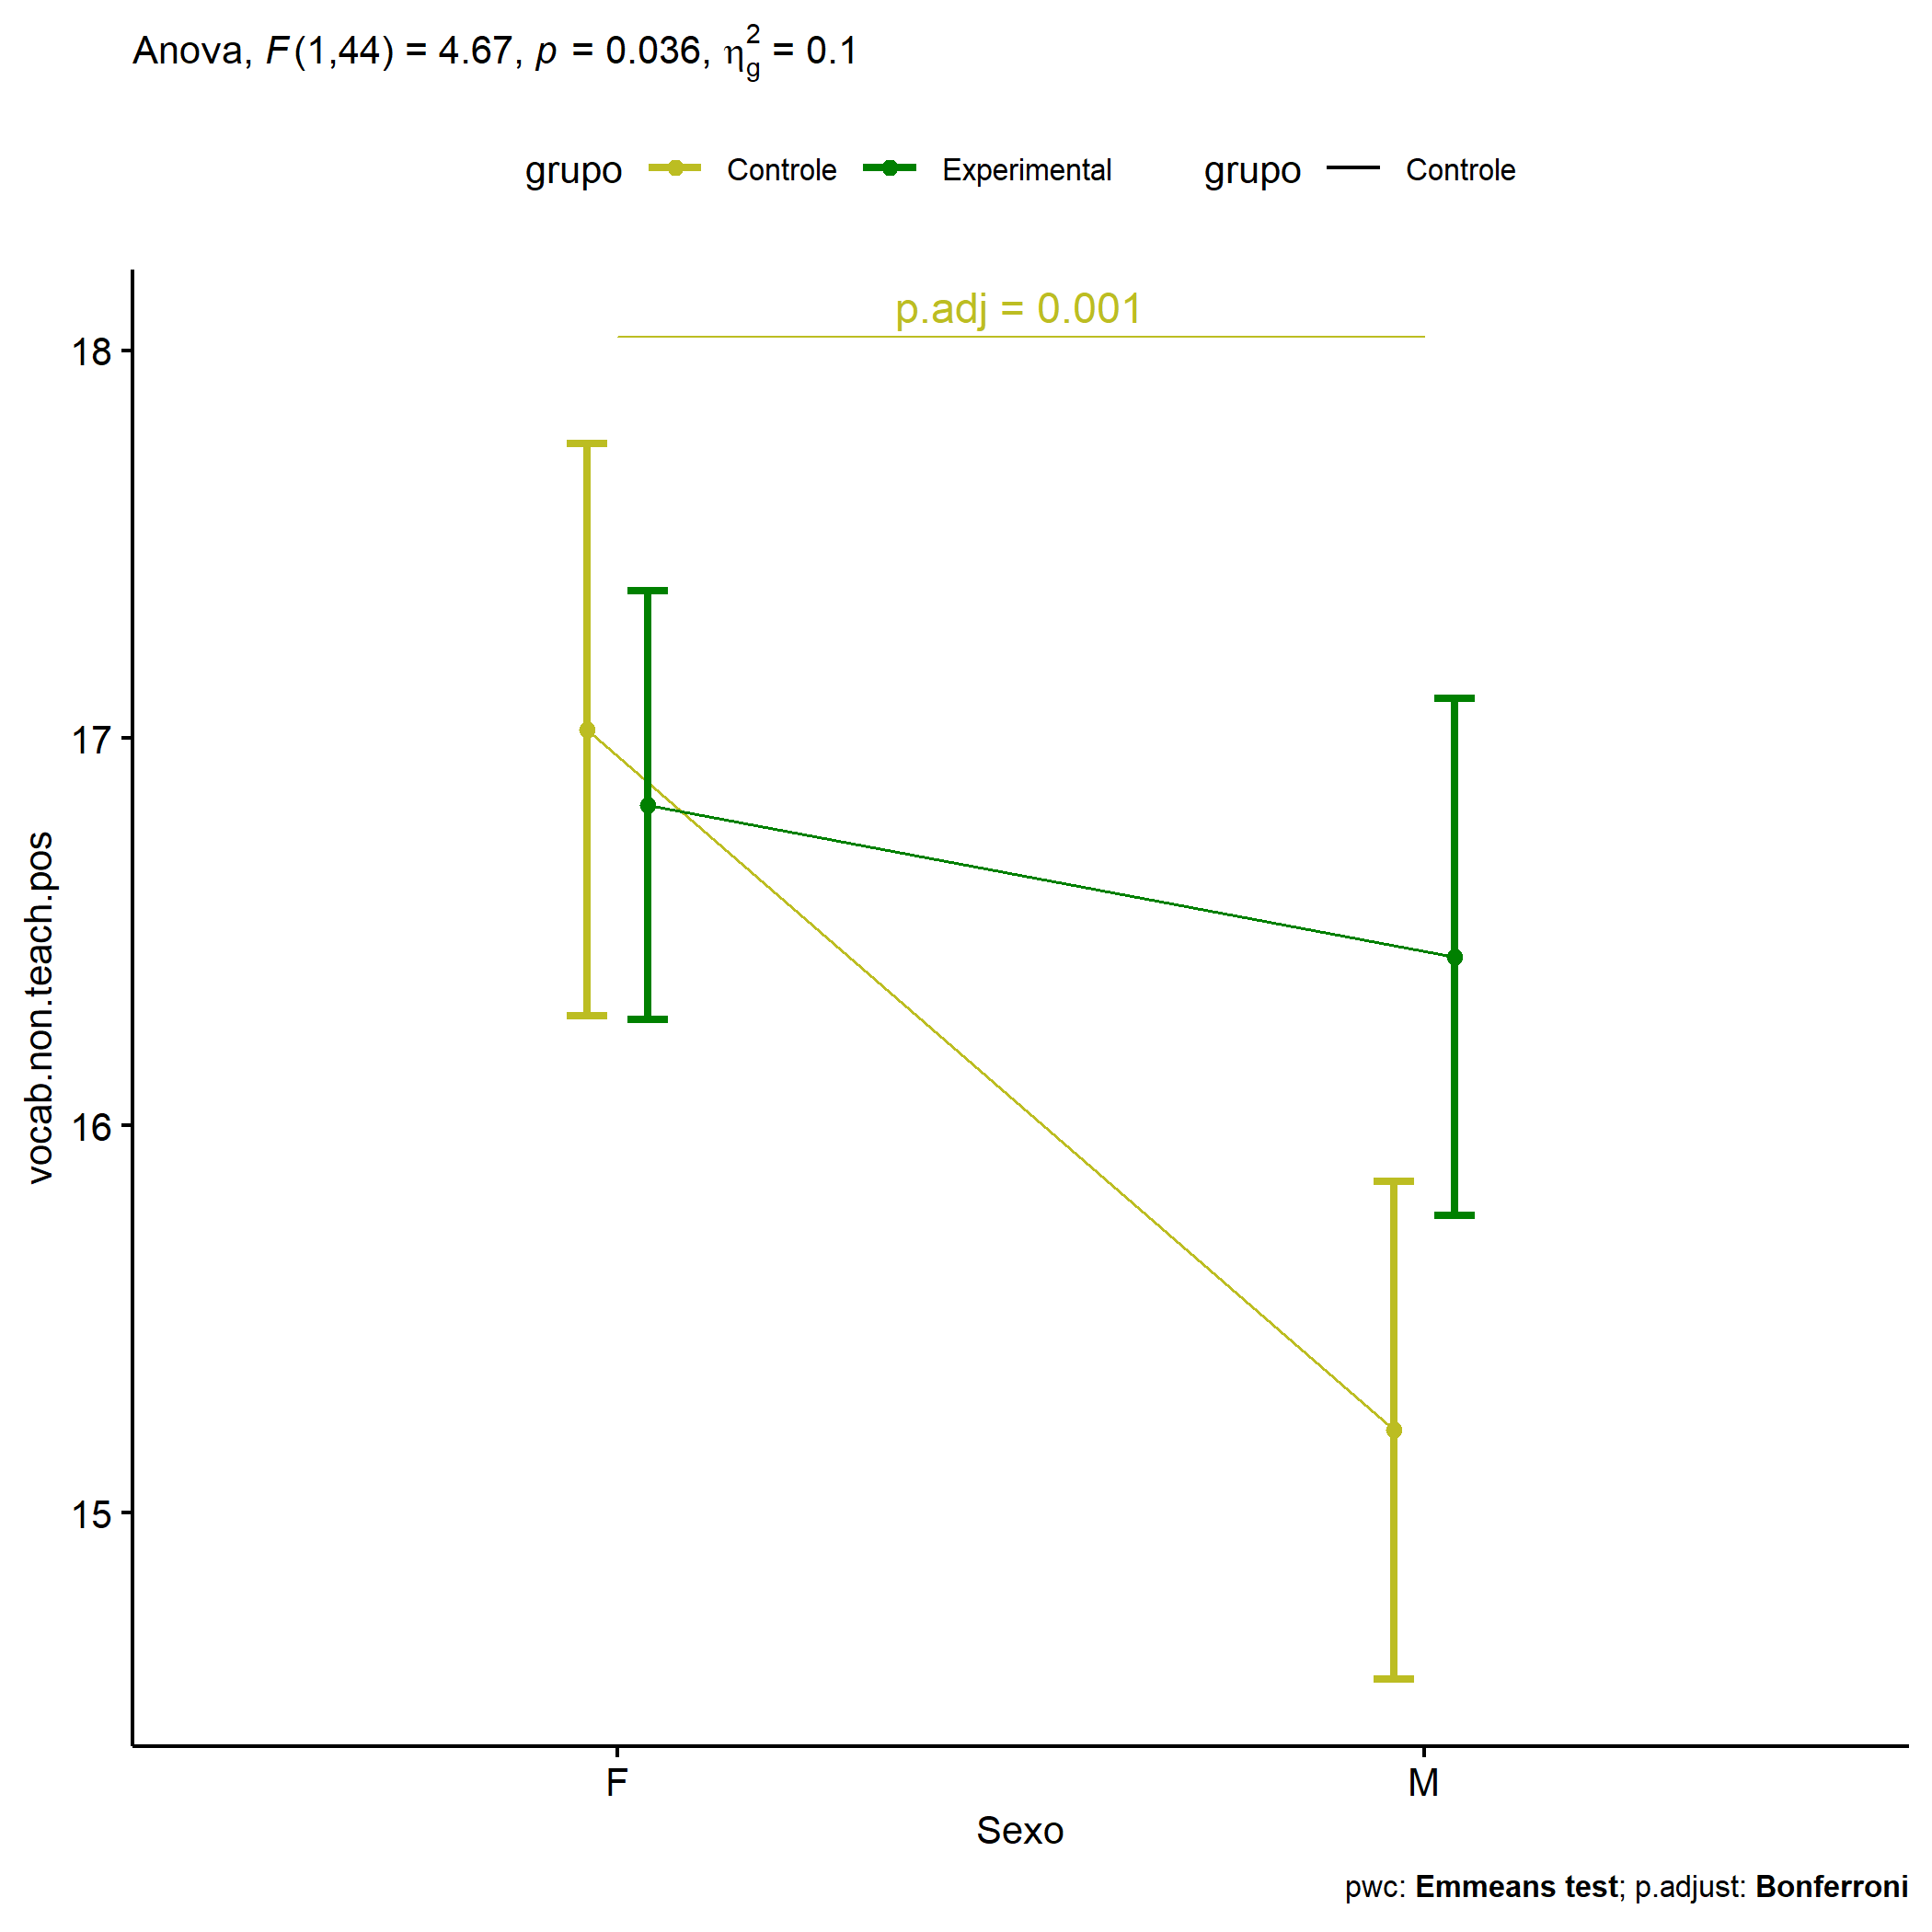 Anova, F(1,44) = 4.67, p = 0.036, η²g = 0.1
grupo Controle Experimental grupo Controle
p.adj = 0.001
18
17
16
15
vocab.non.teach.pos
F M
Sexo
pwc: Emmeans test; p.adjust: Bonferroni